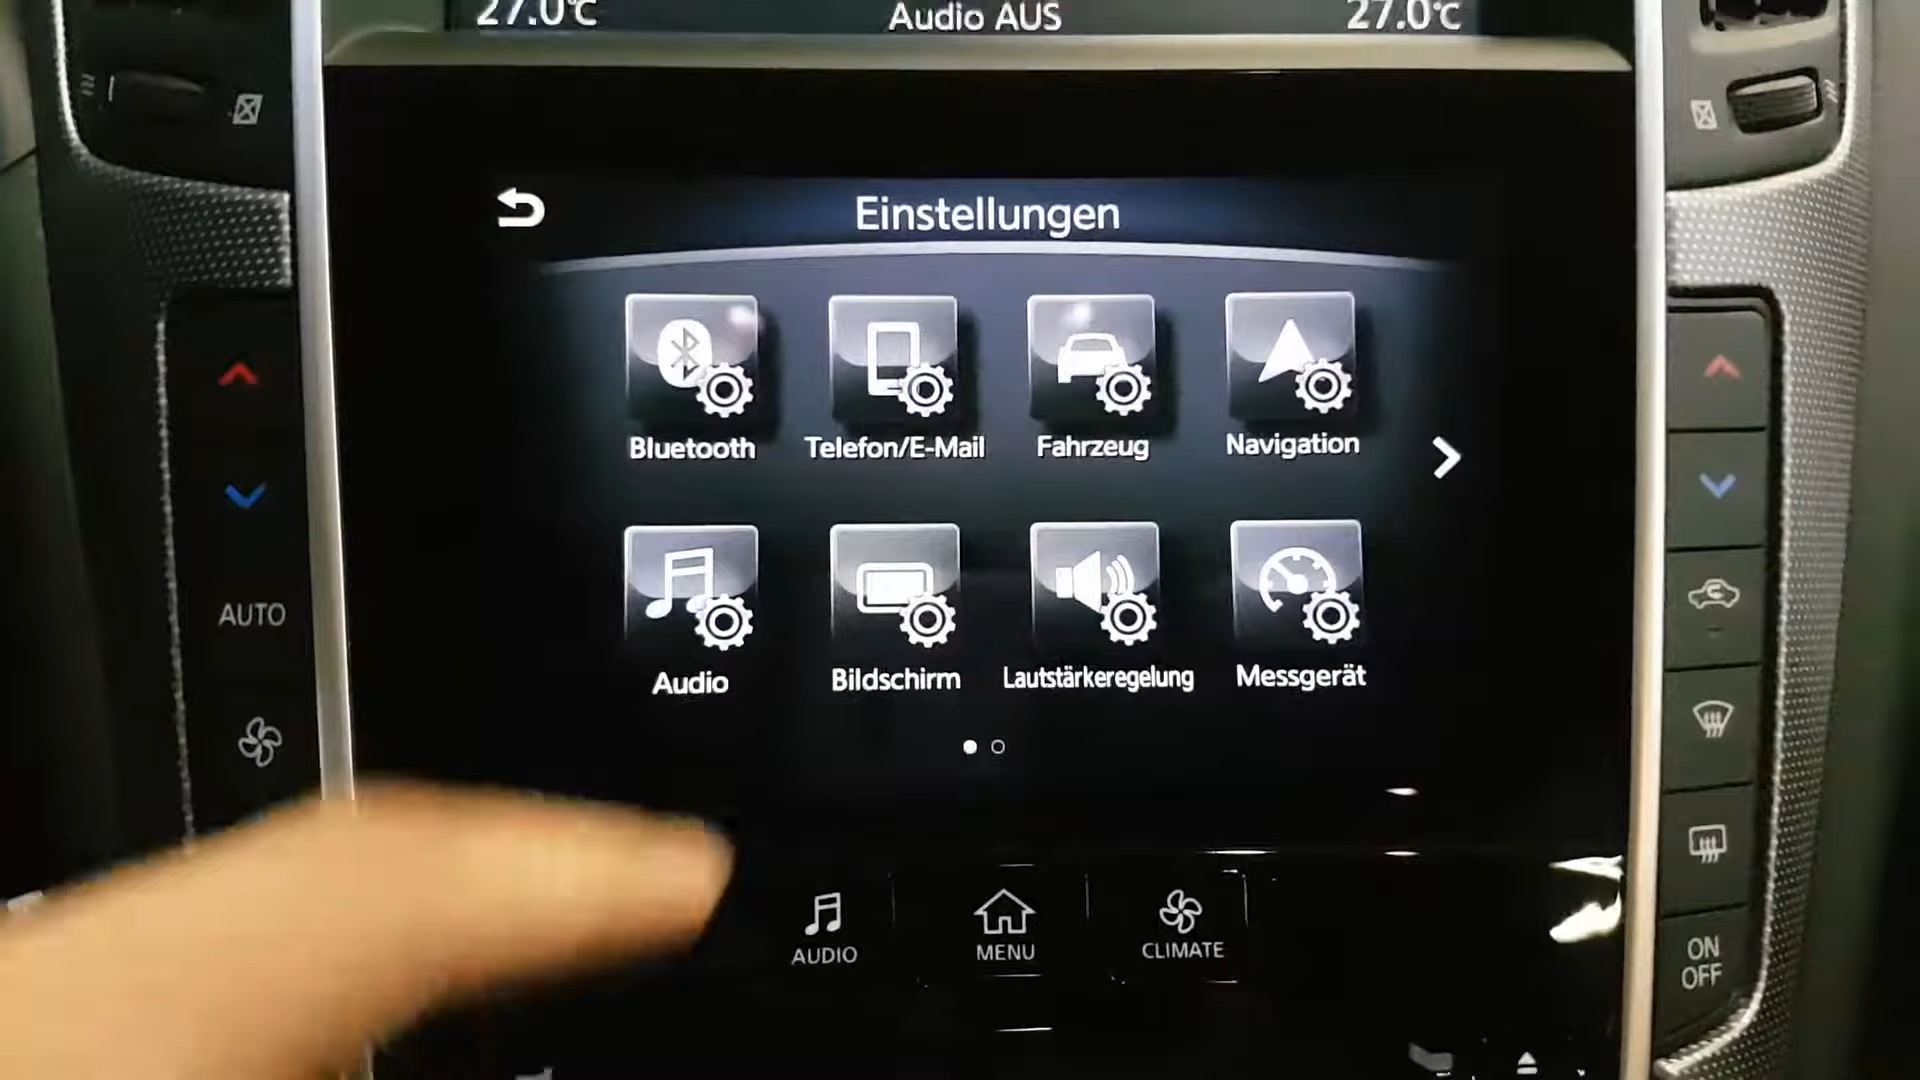 27.0°C Audio AUS 27.0°C
Einstellungen
Bluetooth Telefon/E-Mail Fahrzeug Navigation
Audio Bildschirm Lautstärkeregelung Messgerät
AUTO
AUDIO MENU CLIMATE
ON
OFF